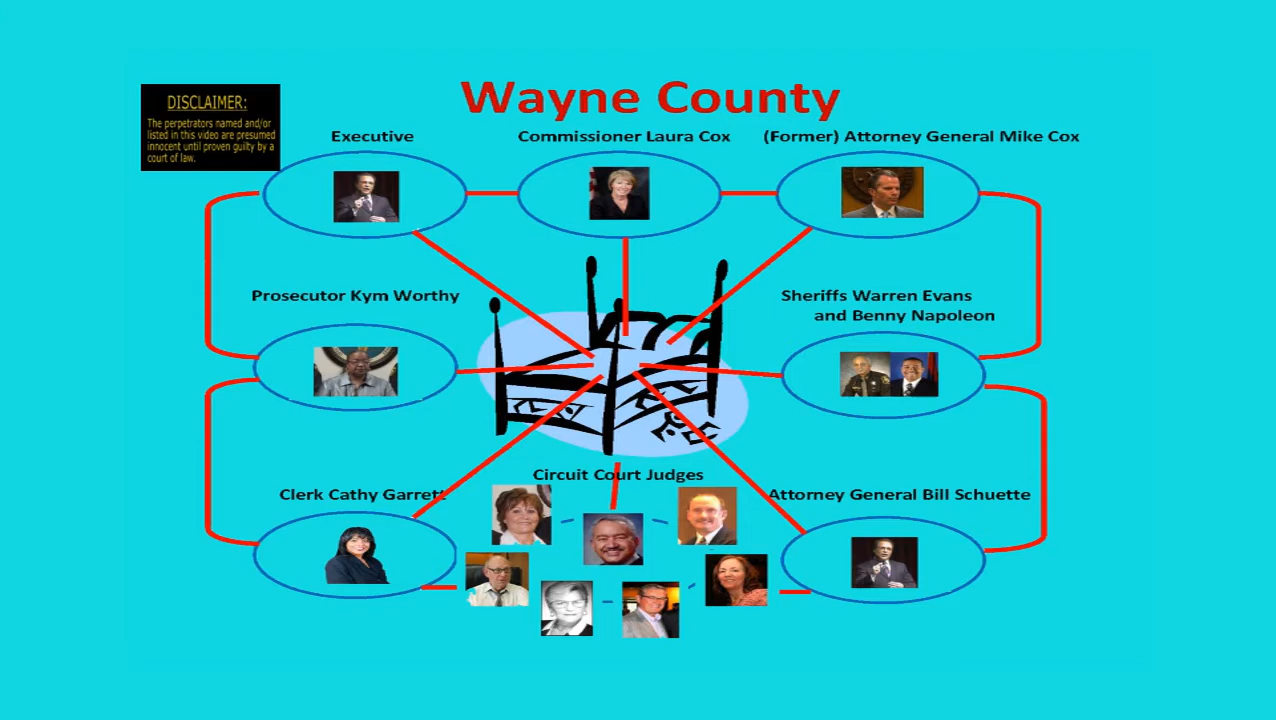 Wayne County
DISCLAIMER:
The perpetrators named and/or
listed in this video are presumed
innocent until proven guilty by a
court of law.
Executive
Commissioner Laura Cox
(Former) Attorney General Mike Cox
Prosecutor Kym Worthy
Sheriffs Warren Evans
and Benny Napoleon
Circuit Court Judges
Clerk Cathy Garrett
Attorney General Bill Schuette